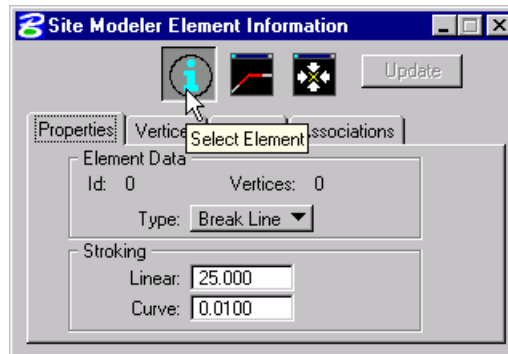 Site Modeler Element Information
Update
Properties Vertice ssociations
Select Element
Element Data
Id: 0 Vertices: 0
Type: Break Line
Stroking
Linear: 25.000
Curve: 0.0100